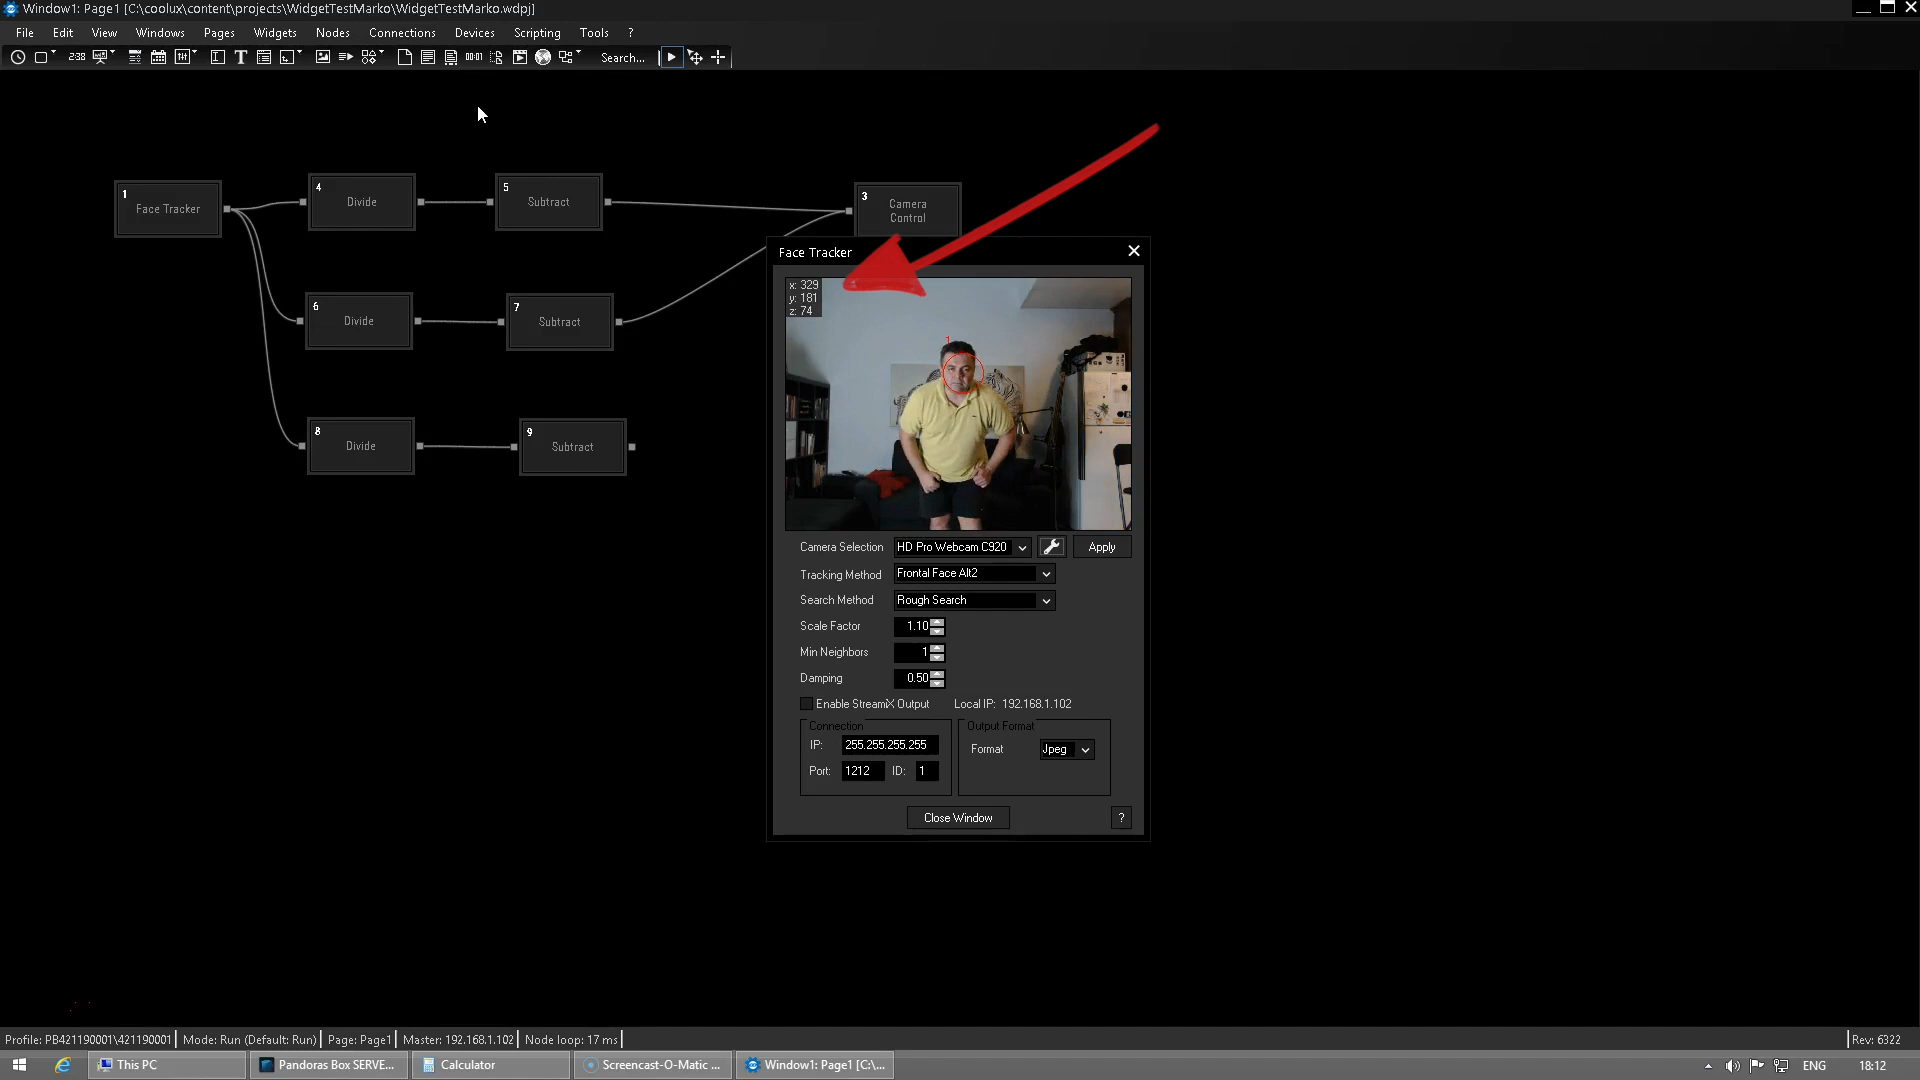 Window1: Page1 [C:\coolux\content\projects\WidgetTestMarko\WidgetTestMarko.wdpj]
File Edit View Windows Pages Widgets Nodes Connections Devices Scripting Tools ?
2:38 00:01 Search...
1 Face Tracker
4 Divide
5 Subtract
3 Camera Control
6 Divide
7 Subtract
8 Divide
9 Subtract
Face Tracker
x: 329
y: 181
z: 74
1
Camera Selection HD Pro Webcam C920 Apply
Tracking Method Frontal Face Alt2
Search Method Rough Search
Scale Factor 1.10
Min Neighbors 1
Damping 0.50
Enable StreamX Output Local IP: 192.168.1.102
Connection Output Format
IP: 255.255.255.255 Format Jpeg
Port: 1212 ID: 1
Close Window ?
Profile: PB421190001\421190001 Mode: Run (Default: Run) Page: Page1 Master: 192.168.1.102 Node loop: 17 ms Rev: 6322
This PC Pandoras Box SERVE... Calculator Screencast-O-Matic ... Window1: Page1 [C:\... ENG 18:12